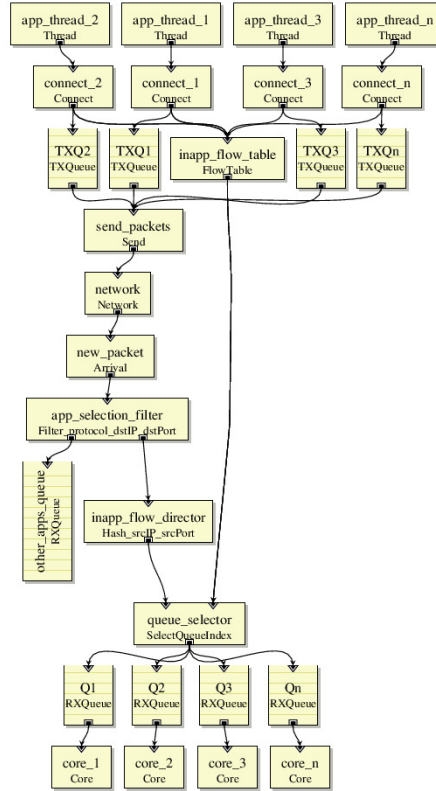 app_thread_2
Thread
app_thread_1
Thread
app_thread_3
Thread
app_thread_n
Thread
connect_2
Connect
connect_1
Connect
connect_3
Connect
connect_n
Connect
TXQ2
TXQueue
TXQ1
TXQueue
inapp_flow_table
FlowTable
TXQ3
TXQueue
TXQn
TXQueue
send_packets
Send
network
Network
new_packet
Arrival
app_selection_filter
Filter_protocol_dstIP_dstPort
other_apps_queue
RXQueue
inapp_flow_director
Hash_srcIP_srcPort
queue_selector
SelectQueueIndex
Q1
RXQueue
Q2
RXQueue
Q3
RXQueue
Qn
RXQueue
core_1
Core
core_2
Core
core_3
Core
core_n
Core